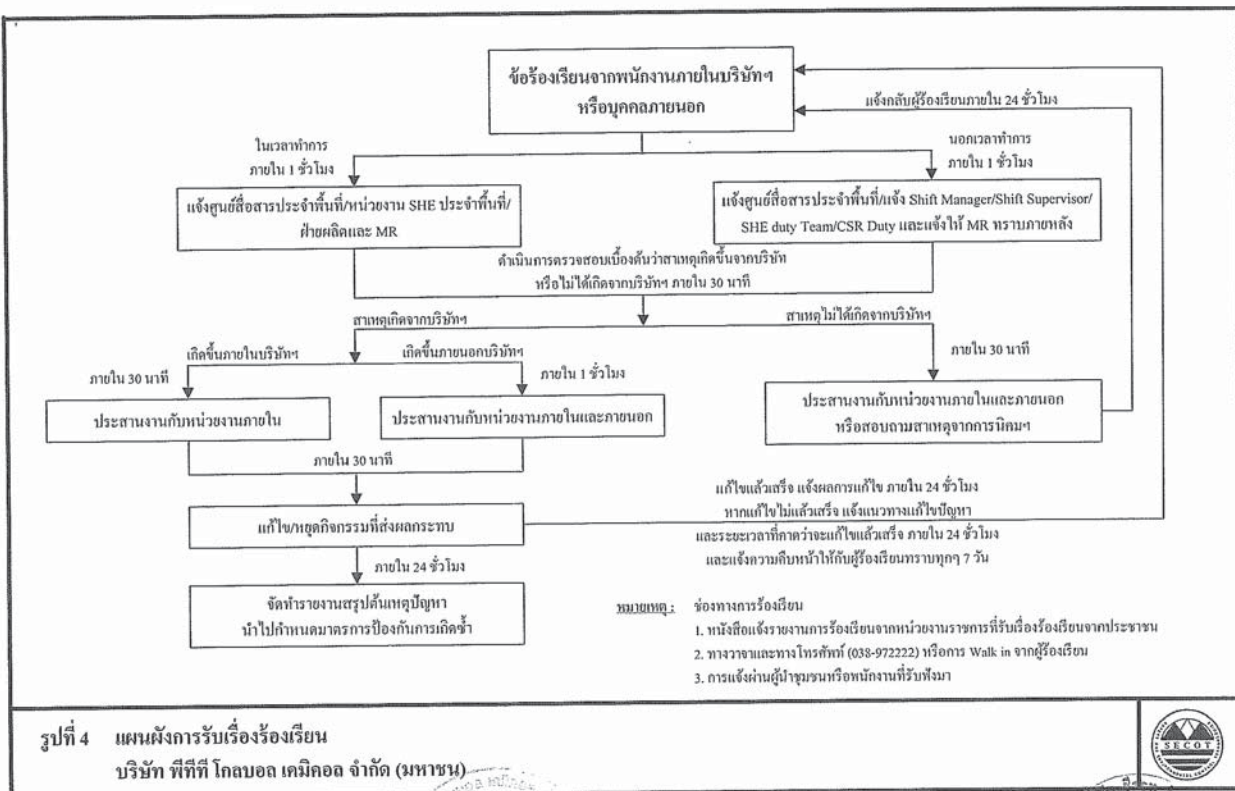 ข้อร้องเรียนจากพนักงานภายในบริษัทฯ
หรือบุคคลภายนอก
แจ้งกลับผู้ร้องเรียนภายใน 24 ชั่วโมง
ในเวลาทำการ
ภายใน 1 ชั่วโมง
นอกเวลาทำการ
ภายใน 1 ชั่วโมง
แจ้งศูนย์สื่อสารประจำพื้นที่/หน่วยงาน SHE ประจำพื้นที่/
ฝ่ายผลิตและ MR
แจ้งศูนย์สื่อสารประจำพื้นที่/แจ้ง Shift Manager/Shift Supervisor/
SHE duty Team/CSR Duty และแจ้งให้ MR ทราบภายหลัง
ดำเนินการตรวจสอบเบื้องต้นว่าสาเหตุเกิดขึ้นจากบริษัท
หรือไม่ได้เกิดจากบริษัทฯ ภายใน 30 นาที
สาเหตุเกิดจากบริษัทฯ
สาเหตุไม่ได้เกิดจากบริษัทฯ
เกิดขึ้นภายในบริษัทฯ
เกิดขึ้นภายนอกบริษัทฯ
ภายใน 30 นาที
ภายใน 1 ชั่วโมง
ภายใน 30 นาที
ประสานงานกับหน่วยงานภายใน
ประสานงานกับหน่วยงานภายในและภายนอก
ประสานงานกับหน่วยงานภายในและภายนอก
หรือสอบถามสาเหตุจากการนิคมฯ
ภายใน 30 นาที
แก้ไข/หยุดกิจกรรมที่ส่งผลกระทบ
แก้ไขแล้วเสร็จ แจ้งผลการแก้ไข ภายใน 24 ชั่วโมง
หากแก้ไขไม่แล้วเสร็จ แจ้งแนวทางแก้ไขปัญหา
และระยะเวลาที่คาดว่าจะแก้ไขแล้วเสร็จ ภายใน 24 ชั่วโมง
และแจ้งความคืบหน้าให้กับผู้ร้องเรียนทราบทุกๆ 7 วัน
ภายใน 24 ชั่วโมง
จัดทำรายงานสรุปต้นเหตุปัญหา
นำไปกำหนดมาตรการป้องกันการเกิดซ้ำ
หมายเหตุ : ช่องทางการร้องเรียน
1. หนังสือแจ้งรายงานการร้องเรียนจากหน่วยงานราชการที่รับเรื่องร้องเรียนจากประชาชน
2. ทางวาจาและทางโทรศัพท์ (038-972222) หรือการ Walk in จากผู้ร้องเรียน
3. การแจ้งผ่านผู้นำชุมชนหรือพนักงานที่รับฟังมา
รูปที่ 4 แผนผังการรับเรื่องร้องเรียน
บริษัท พีทีที โกลบอล เคมิคอล จำกัด (มหาชน)
SECOT